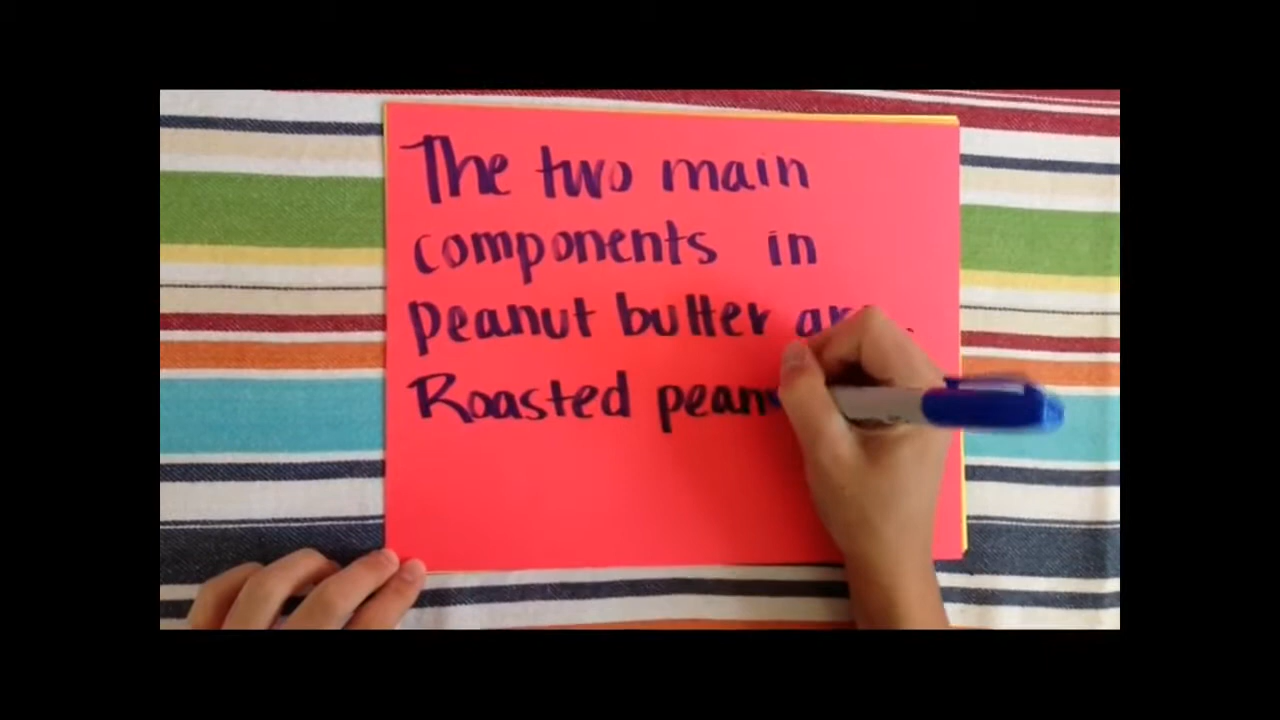 The two main
components in
peanut butter
Roasted